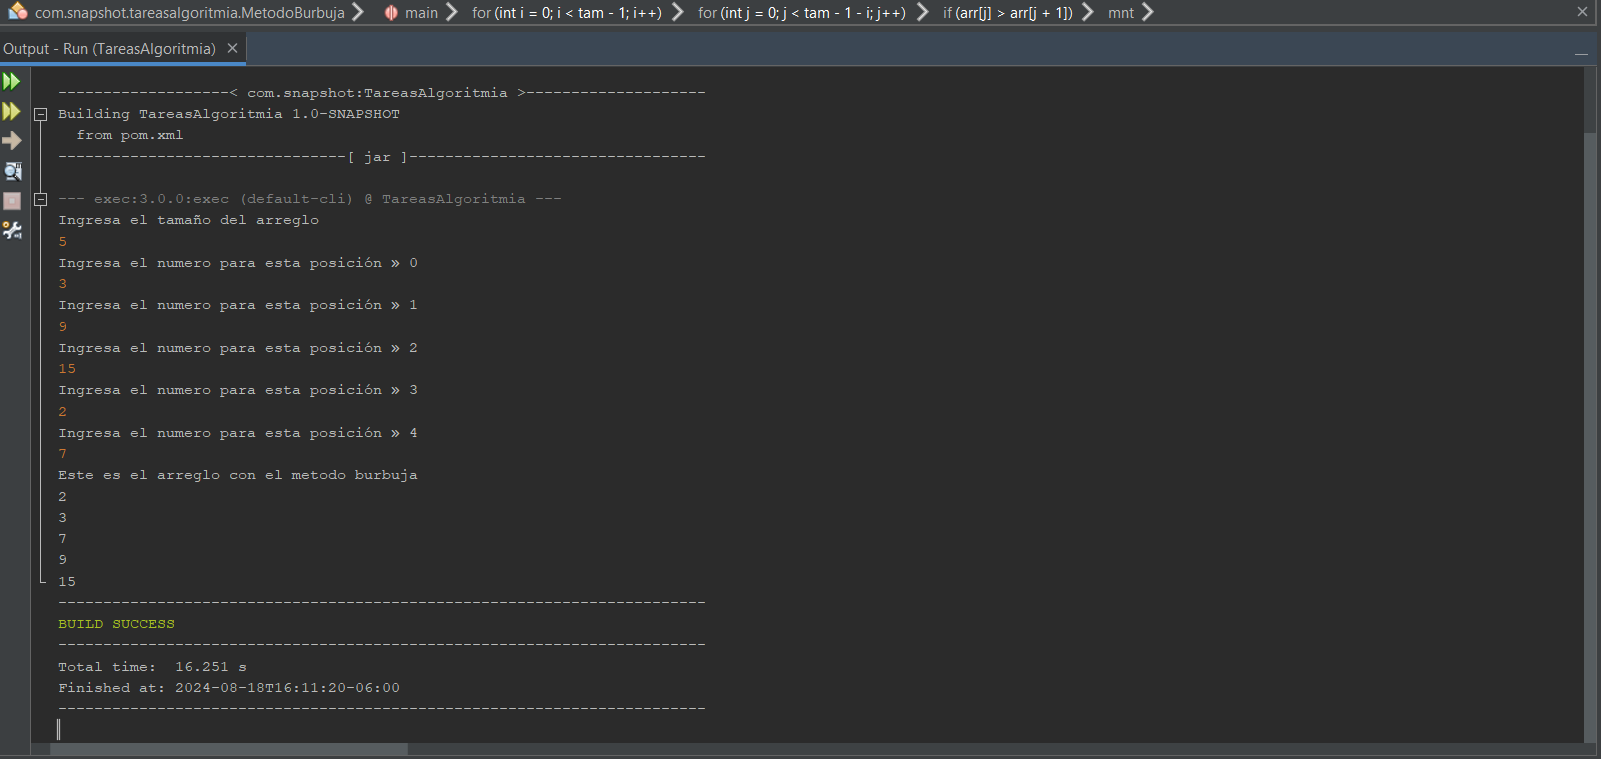 com.snapshot.tareasalgoritmia.MetodoBurbuja main for (int i = 0; i < tam - 1; i++) for (int j = 0; j < tam - 1 - i; j++) if (arr[j] > arr[j + 1]) mnt
Output - Run (TareasAlgoritmia)
-------------------< com.snapshot:TareasAlgoritmia >--------------------
Building TareasAlgoritmia 1.0-SNAPSHOT
  from pom.xml
--------------------------------[ jar ]---------------------------------
--- exec:3.0.0:exec (default-cli) @ TareasAlgoritmia ---
Ingresa el tamaño del arreglo
5
Ingresa el numero para esta posición » 0
3
Ingresa el numero para esta posición » 1
9
Ingresa el numero para esta posición » 2
15
Ingresa el numero para esta posición » 3
2
Ingresa el numero para esta posición » 4
7
Este es el arreglo con el metodo burbuja
2
3
7
9
15
------------------------------------------------------------------------
BUILD SUCCESS
------------------------------------------------------------------------
Total time:  16.251 s
Finished at: 2024-08-18T16:11:20-06:00
------------------------------------------------------------------------